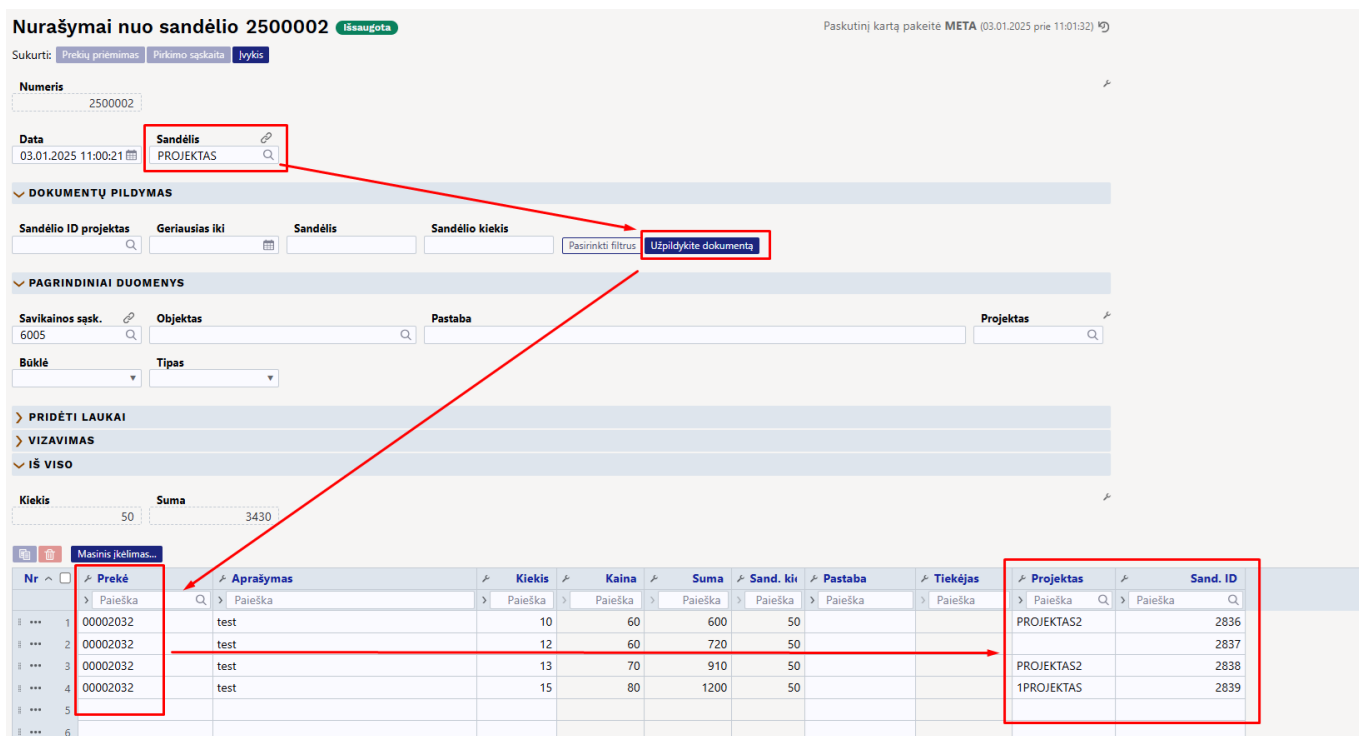 Nurašymai nuo sandėlio 2500002 Išsaugota
Paskutinį kartą pakeitė META (03.01.2025 prie 11:01:32)
Sukurti: Prekių priėmimas Pirkimo sąskaita Įvykis
Numeris
2500002
Data Sandėlis
03.01.2025 11:00:21 PROJEKTAS
DOKUMENTŲ PILDYMAS
Sandėlio ID projektas Geriausias iki Sandėlis Sandėlio kiekis
Pasirinkti filtrus Užpildykite dokumentą
PAGRINDINIAI DUOMENYS
Savikainos sąsk. Objektas Pastaba Projektas
6005
Būklė Tipas
PRIDĖTI LAUKAI
VIZAVIMAS
IŠ VISO
Kiekis Suma
50 3430
Masinis įkėlimas...
Nr Prekė Aprašymas Kiekis Kaina Suma Sand. kie Pastaba Tiekėjas Projektas Sand. ID
Paieška Paieška Paieška Paieška Paieška Paieška Paieška Paieška Paieška Paieška
1 00002032 test 10 60 600 50 PROJEKTAS2 2836
2 00002032 test 12 60 720 50 2837
3 00002032 test 13 70 910 50 PROJEKTAS2 2838
4 00002032 test 15 80 1200 50 1PROJEKTAS 2839
5
6